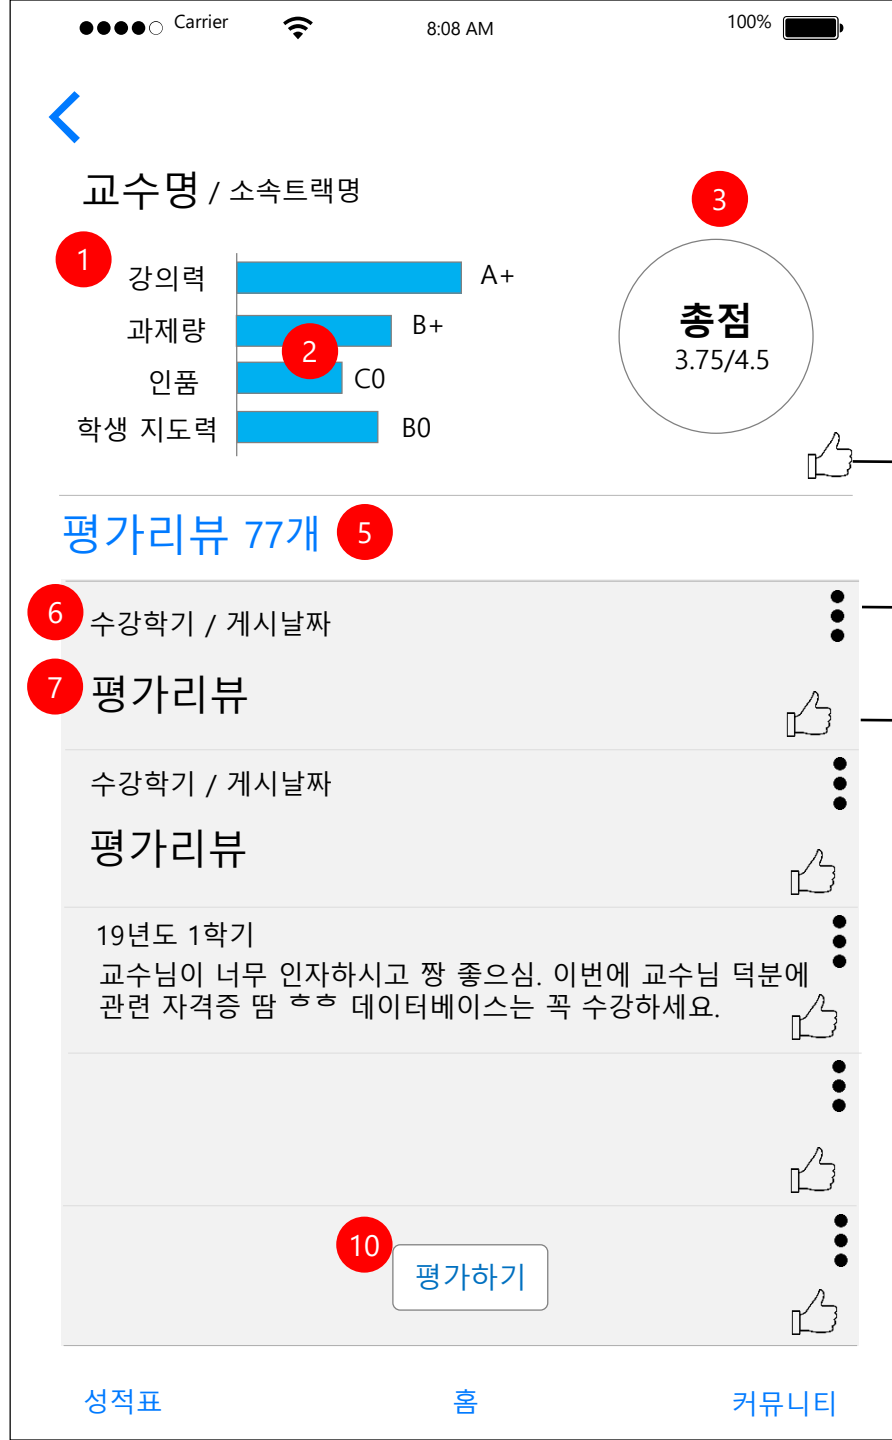 Carrier 8:08 AM 100%
교수명 / 소속트랙명
3
1
강의력 A+
과제량 B+
2
인품 C0
학생 지도력 B0
총점
3.75/4.5
평가리뷰 77개 5
6 수강학기 / 게시날짜
7 평가리뷰
수강학기 / 게시날짜
평가리뷰
19년도 1학기
교수님이 너무 인자하시고 짱 좋으심. 이번에 교수님 덕분에
관련 자격증 땀 ᄒᄒ 데이터베이스는 꼭 수강하세요.
10
평가하기
성적표 홈 커뮤니티